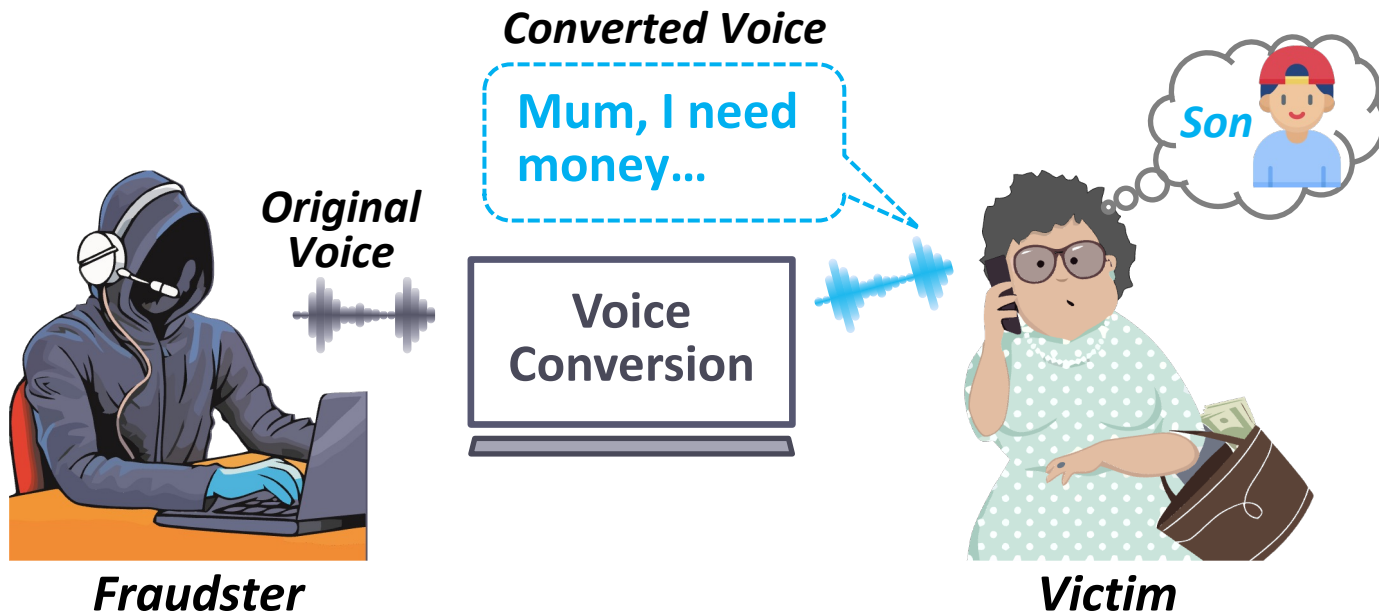 Converted Voice
Mum, I need
money...
Son
Original
Voice
Voice
Conversion
Fraudster
Victim